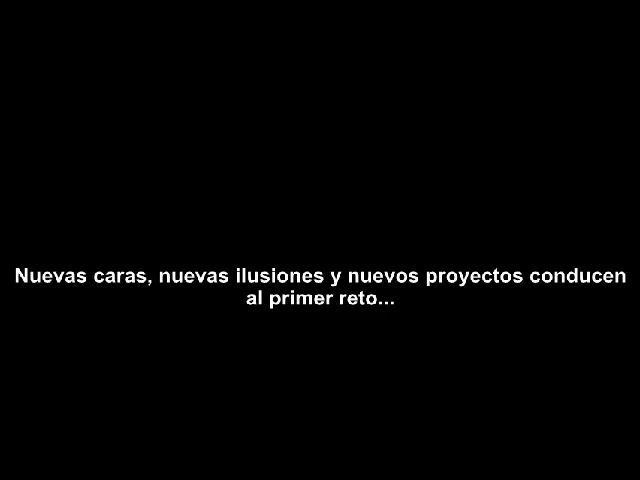 Nuevas caras, nuevas ilusiones y nuevos proyectos conducen
al primer reto...